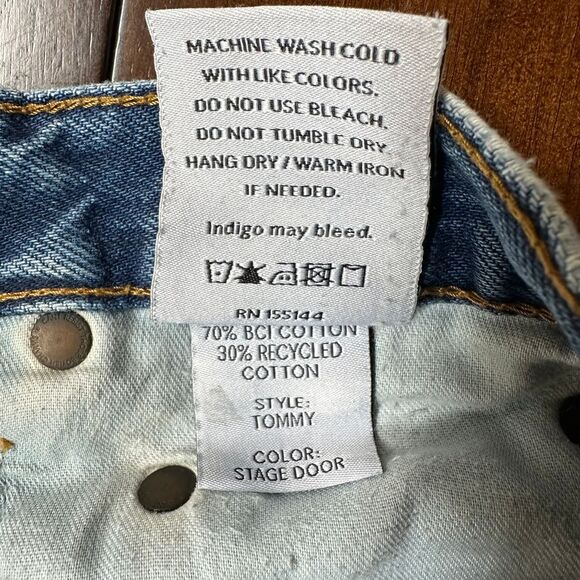 MACHINE WASH COLD
WITH LIKE COLORS.
DO NOT USE BLEACH.
DO NOT TUMBLE DRY.
HANG DRY / WARM IRON
IF NEEDED.
Indigo may bleed.
RN 155144
70% BCI COTTON
30% RECYCLED
COTTON
STYLE:
TOMMY
COLOR:
STAGE DOOR